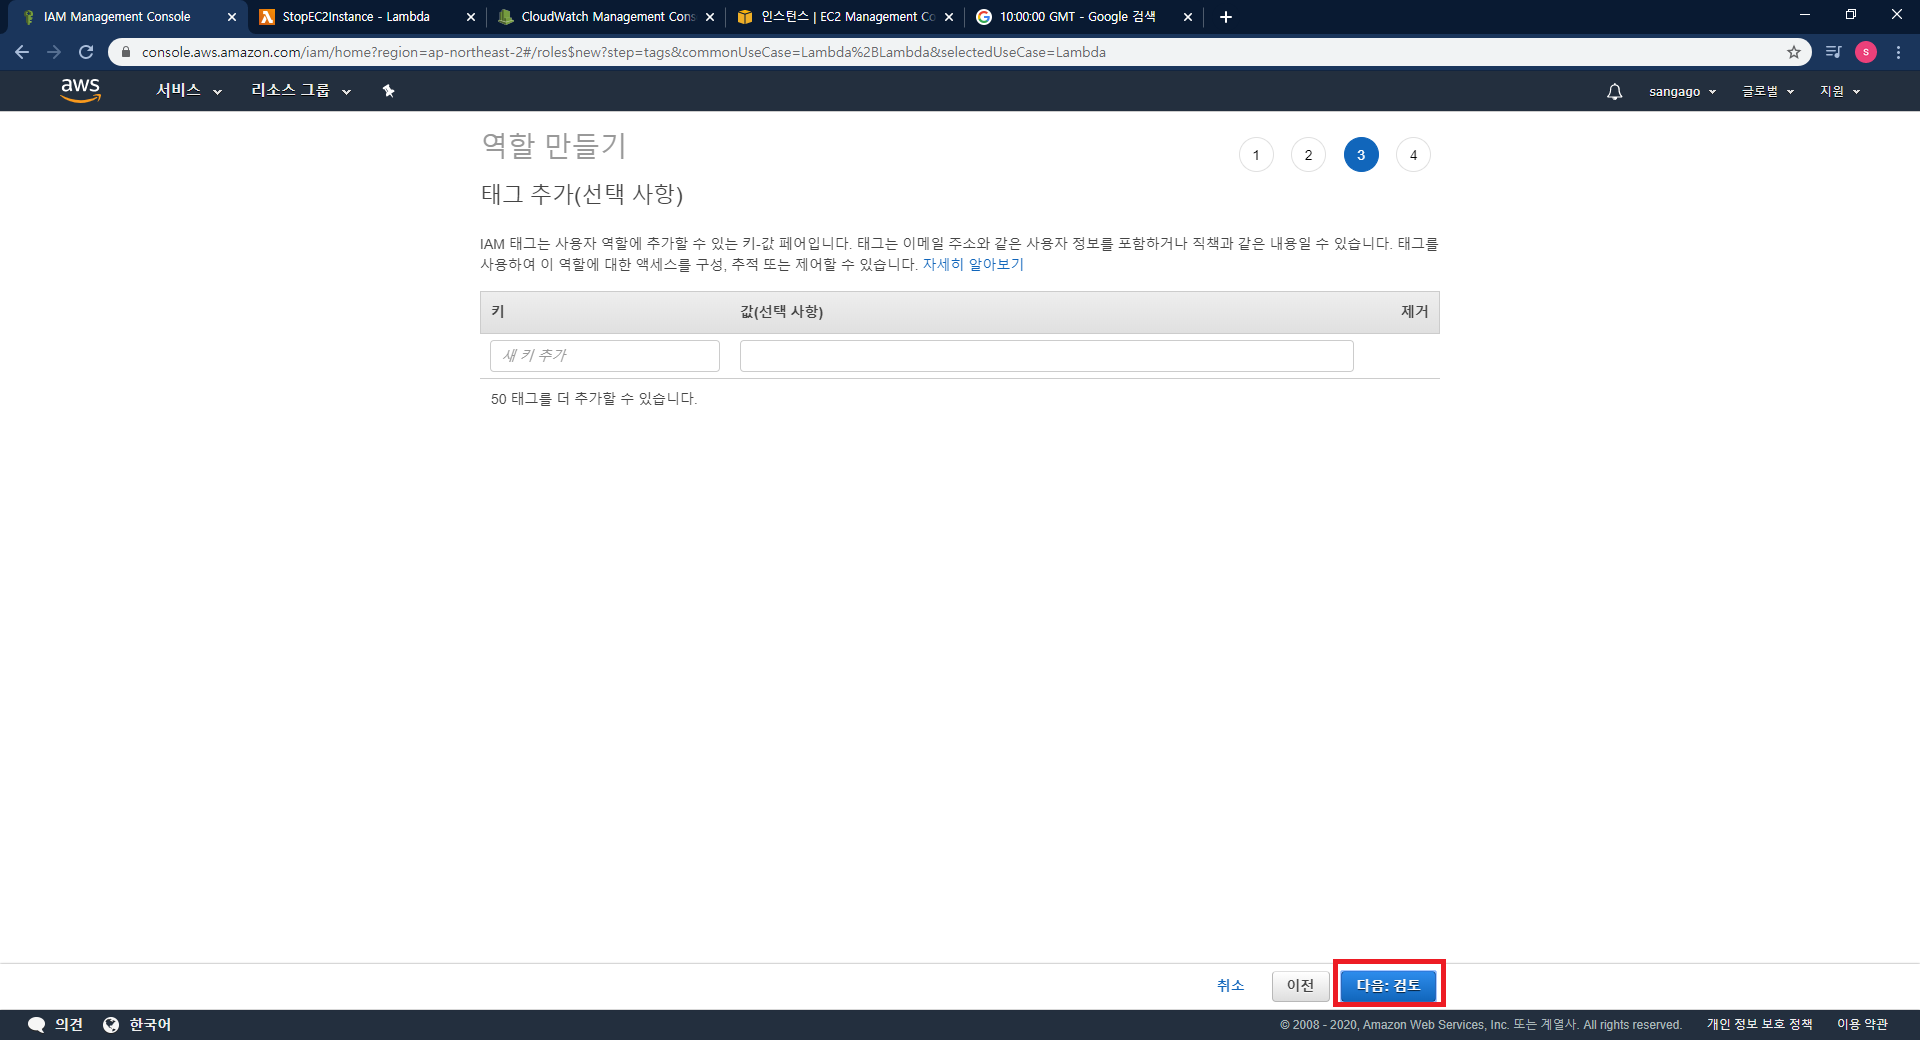 IAM Management Console
StopEC2Instance - Lambda
CloudWatch Management Cons
인스턴스 | EC2 Management Co
10:00:00 GMT - Google 검색
console.aws.amazon.com/iam/home?region=ap-northeast-2#/roles$new?step=tags&commonUseCase=Lambda%2BLambda&selectedUseCase=Lambda
s
aws
서비스
리소스 그룹
sangago
글로벌
지원
역할 만들기
1
2
3
4
태그 추가(선택 사항)
IAM 태그는 사용자 역할에 추가할 수 있는 키-값 페어입니다. 태그는 이메일 주소와 같은 사용자 정보를 포함하거나 직책과 같은 내용일 수 있습니다. 태그를
사용하여 이 역할에 대한 액세스를 구성, 추적 또는 제어할 수 있습니다. 자세히 알아보기
키
값(선택 사항)
제거
새 키 추가
50 태그를 더 추가할 수 있습니다.
취소
이전
다음: 검토
의견
한국어
© 2008 - 2020, Amazon Web Services, Inc. 또는 계열사. All rights reserved.
개인 정보 보호 정책
이용 약관